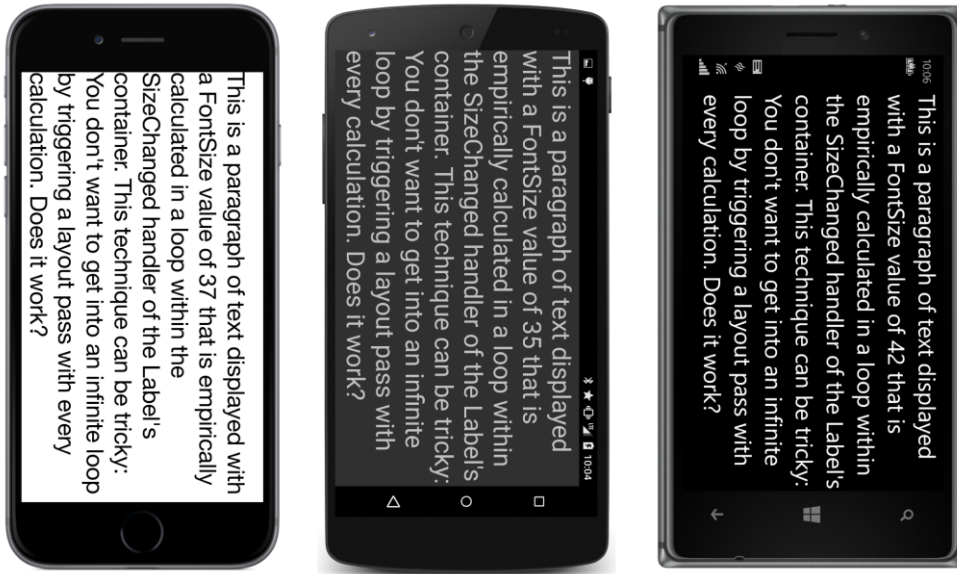 This is a paragraph of text displayed with
a FontSize value of 37 that is empirically
calculated in a loop within the
SizeChanged handler of the Label's
container. This technique can be tricky:
You don't want to get into an infinite loop
by triggering a layout pass with every
calculation. Does it work?
LTE 10:04
This is a paragraph of text displayed
with a FontSize value of 35 that is
empirically calculated in a loop within
the SizeChanged handler of the Label's
container. This technique can be tricky:
You don't want to get into an infinite
loop by triggering a layout pass with
every calculation. Does it work?
10:06
This is a paragraph of text displayed
with a FontSize value of 42 that is
empirically calculated in a loop within
the SizeChanged handler of the Label's
container. This technique can be tricky:
You don't want to get into an infinite
loop by triggering a layout pass with
every calculation. Does it work?